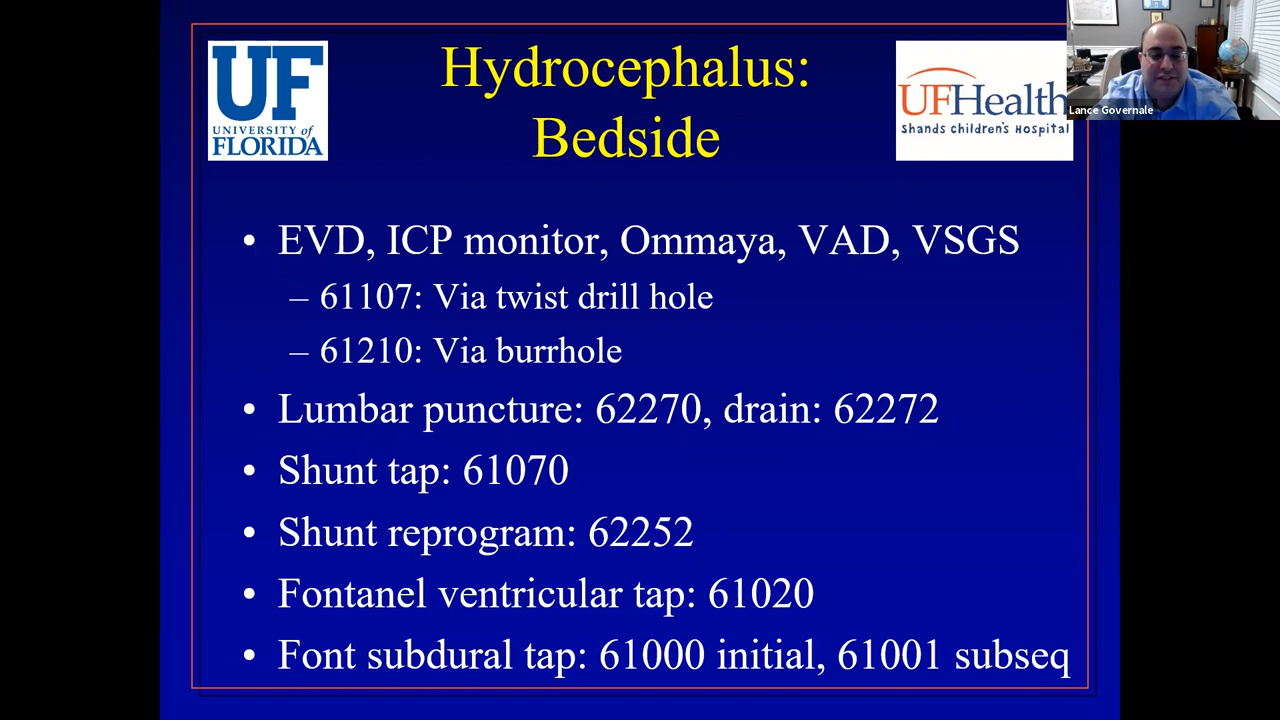 UF
UNIVERSITY of
FLORIDA
Hydrocephalus:
Bedside
UFHealth
Shands Children's Hospital
Lance Governale
• EVD, ICP monitor, Ommaya, VAD, VSGS
– 61107: Via twist drill hole
– 61210: Via burrhole
• Lumbar puncture: 62270, drain: 62272
• Shunt tap: 61070
• Shunt reprogram: 62252
• Fontanel ventricular tap: 61020
• Font subdural tap: 61000 initial, 61001 subseq